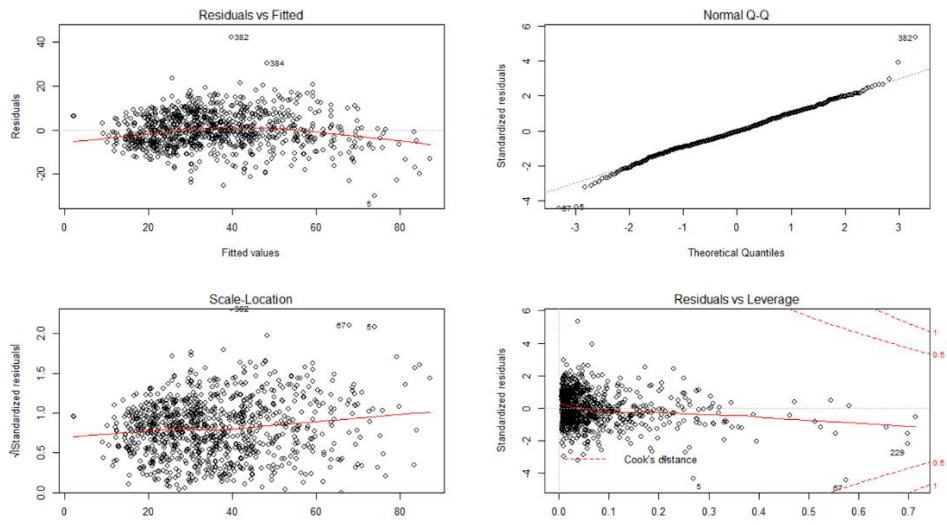 Residuals vs Fitted
Residuals
40
20
0
-20
382
384
5
0 20 40 60 80
Fitted values
Normal Q-Q
Standardized residuals
6
4
2
0
-2
-4
382
67 5
-3 -2 -1 0 1 2 3
Theoretical Quantiles
Scale-Location
√|Standardized residuals|
2.0
1.5
1.0
0.5
0.0
382
67
5
0 20 40 60 80
Residuals vs Leverage
Standardized residuals
6
4
2
0
-2
-4
1
0.5
0.5
1
229
Cook's distance
5
67
0.0 0.1 0.2 0.3 0.4 0.5 0.6 0.7